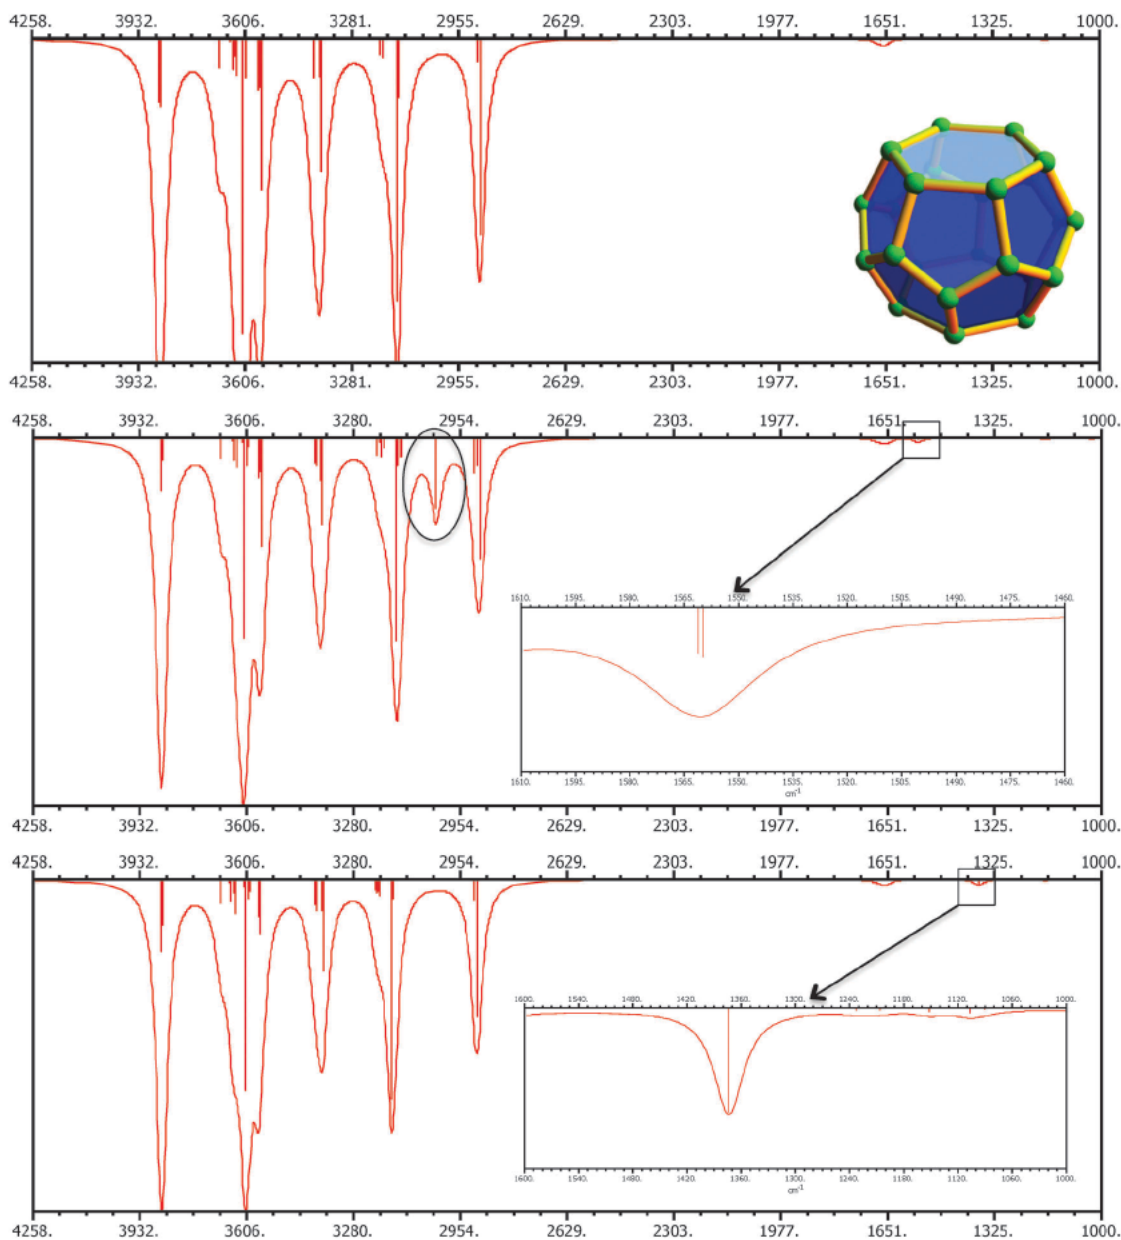 4258. 3932. 3606. 3281. 2955. 2629. 2303. 1977. 1651. 1325. 1000.
4258. 3932. 3606. 3281. 2955. 2629. 2303. 1977. 1651. 1325. 1000.
4258. 3932. 3606. 3280. 2954. 2629. 2303. 1977. 1651. 1325. 1000.
1610. 1595. 1580. 1565. 1550. 1535. 1520. 1505. 1490. 1475. 1460.
1610. 1595. 1580. 1565. 1550. 1535. 1520. 1505. 1490. 1475. 1460.
cm-1
4258. 3932. 3606. 3280. 2954. 2629. 2303. 1977. 1651. 1325. 1000.
4258. 3932. 3606. 3280. 2954. 2629. 2303. 1977. 1651. 1325. 1000.
1600. 1540. 1480. 1420. 1360. 1300. 1240. 1180. 1120. 1060. 1000.
1600. 1540. 1480. 1420. 1360. 1300. 1240. 1180. 1120. 1060. 1000.
cm-1
4258. 3932. 3606. 3280. 2954. 2629. 2303. 1977. 1651. 1325. 1000.